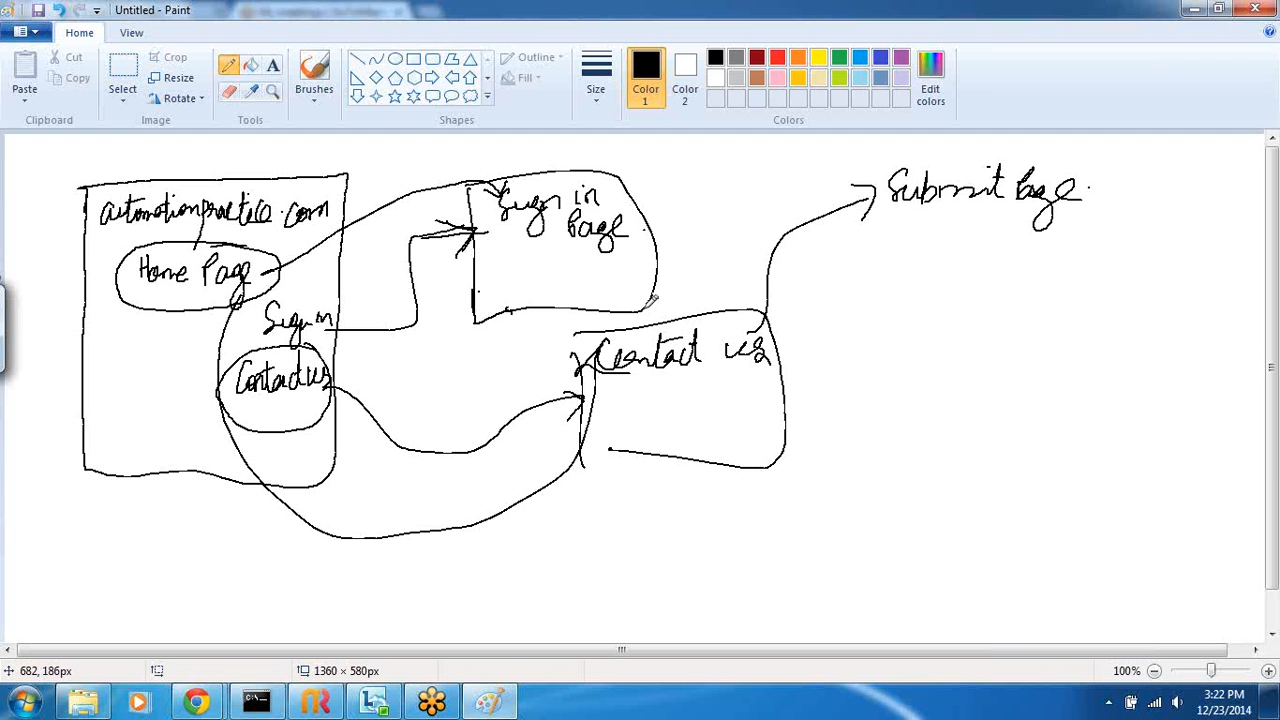 Untitled - Paint
Home
View
Paste
Cut
Copy
Clipboard
Select
Crop
Resize
Rotate
Image
Tools
Brushes
Shapes
Outline
Fill
Size
Color 1
Color 2
Edit colors
Colors
automationpractice.com
Home Page
Sign in
Contact us
Sign in
Page
Contact us
Submit Page
682, 186px
1360 × 580px
100%
3:22 PM
12/23/2014